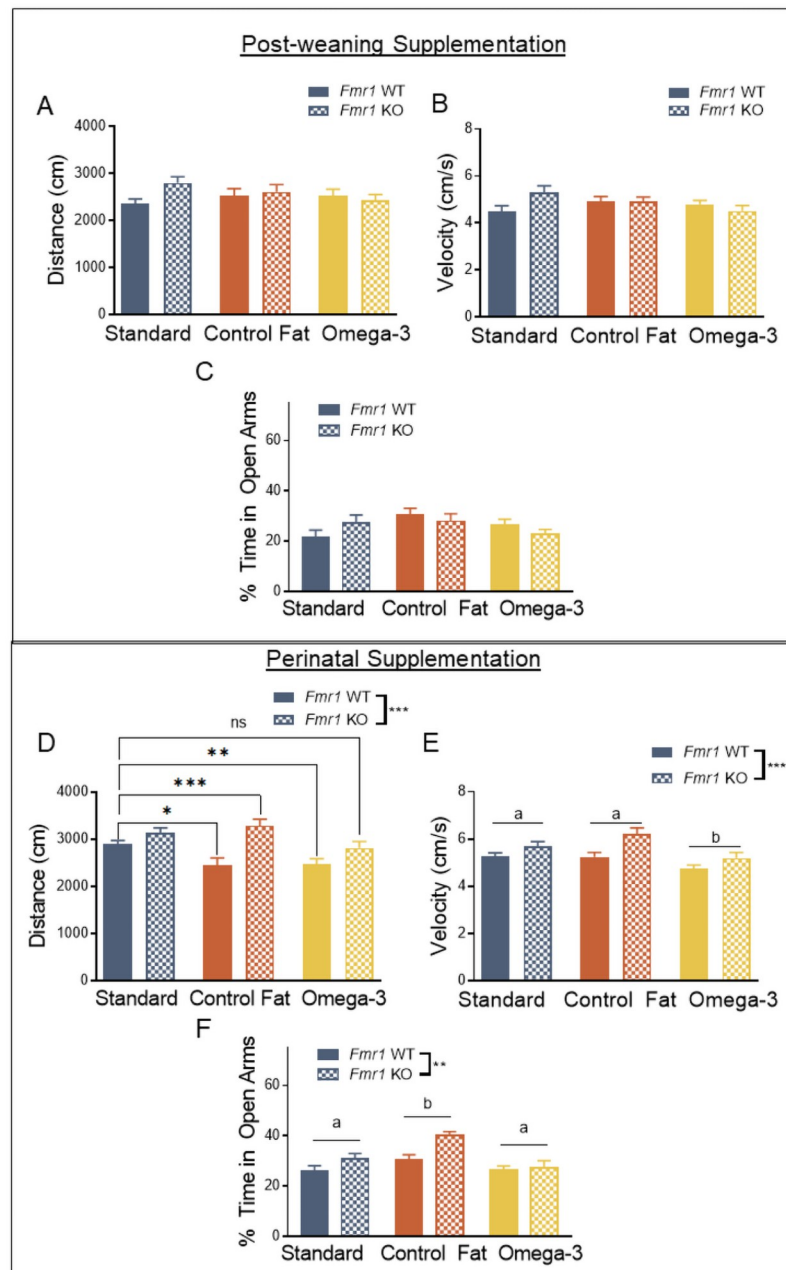 Post-weaning Supplementation
A
Fmr1 WT
Fmr1 KO
Distance (cm)
4000
3000
2000
1000
0
Standard Control Fat Omega-3
B
Fmr1 WT
Fmr1 KO
Velocity (cm/s)
8
6
4
2
0
Standard Control Fat Omega-3
C
Fmr1 WT
Fmr1 KO
% Time in Open Arms
60
40
20
0
Standard Control Fat Omega-3
Perinatal Supplementation
D
Fmr1 WT
Fmr1 KO
***
ns
**
***
*
Distance (cm)
4000
3000
2000
1000
0
Standard Control Fat Omega-3
E
Fmr1 WT
Fmr1 KO
***
a
a
b
Velocity (cm/s)
8
6
4
2
0
Standard Control Fat Omega-3
F
Fmr1 WT
Fmr1 KO
**
a
b
a
% Time in Open Arms
60
40
20
0
Standard Control Fat Omega-3